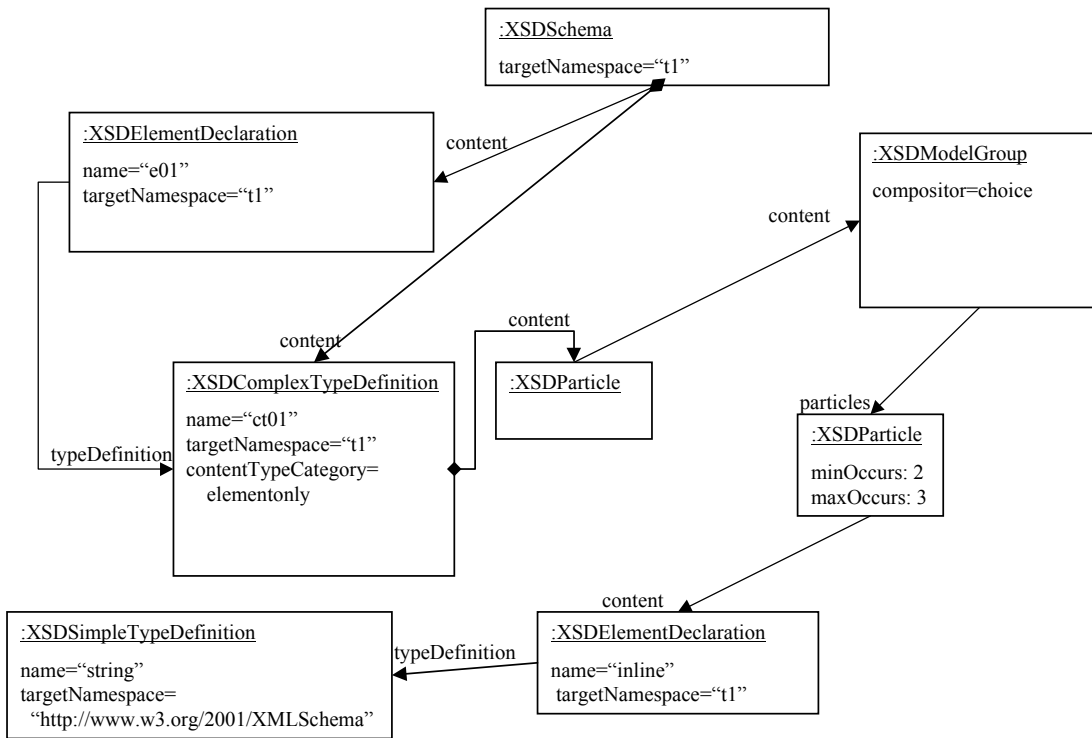 :XSDSchema
targetNamespace=“t1”
:XSDElementDeclaration
name=“e01”
targetNamespace=“t1”
content
:XSDModelGroup
compositor=choice
content
content
content
:XSDComplexTypeDefinition
name=“ct01”
targetNamespace=“t1”
contentTypeCategory=
elementonly
:XSDParticle
typeDefinition
particles
:XSDParticle
minOccurs: 2
maxOccurs: 3
content
:XSDSimpleTypeDefinition
name=“string”
targetNamespace=
“http://www.w3.org/2001/XMLSchema”
typeDefinition
:XSDElementDeclaration
name=“inline”
targetNamespace=“t1”